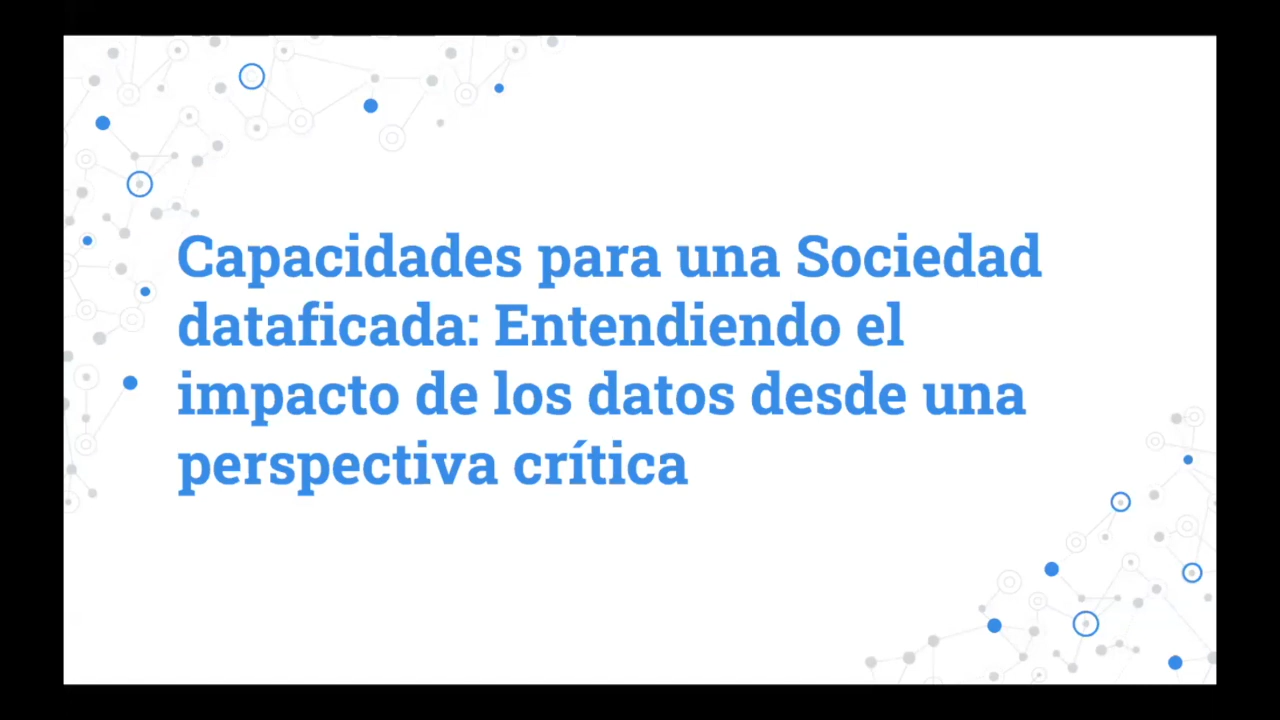 Capacidades para una Sociedad
dataficada: Entendiendo el
impacto de los datos desde una
perspectiva crítica